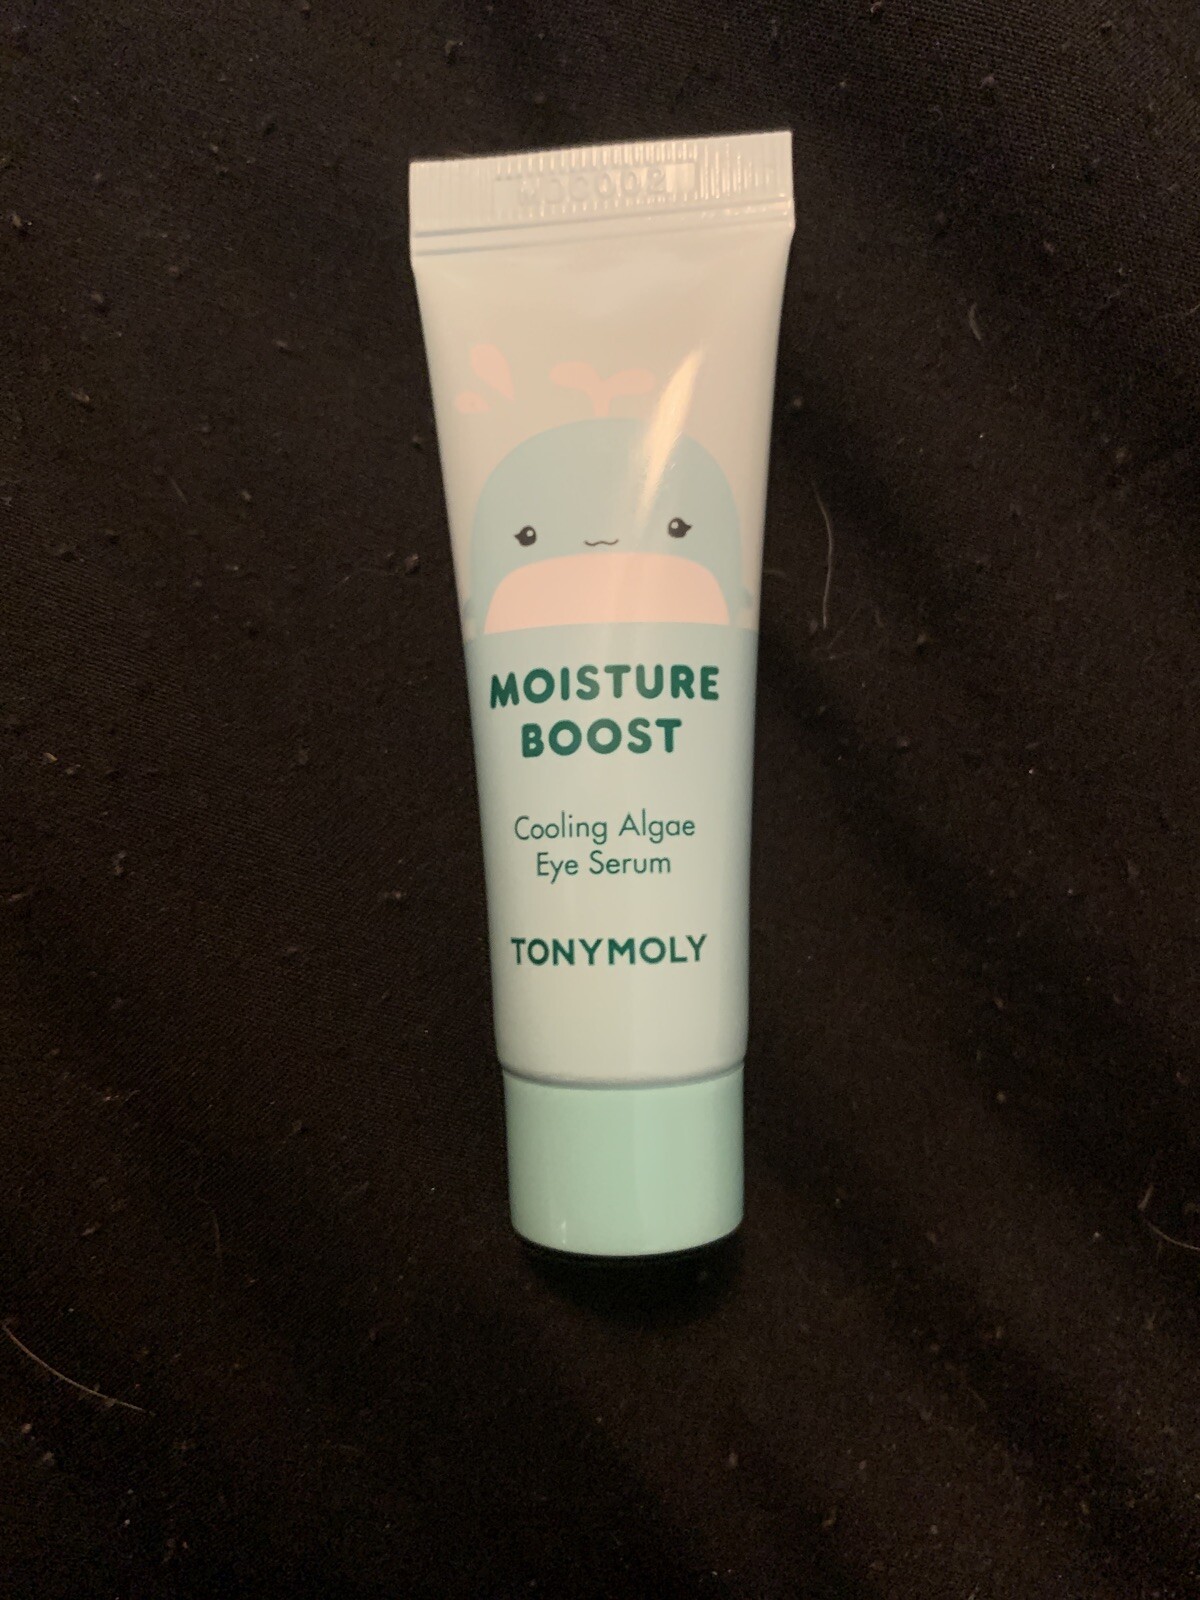 MOISTURE
BOOST
Cooling Algae
Eye Serum
TONYMOLY